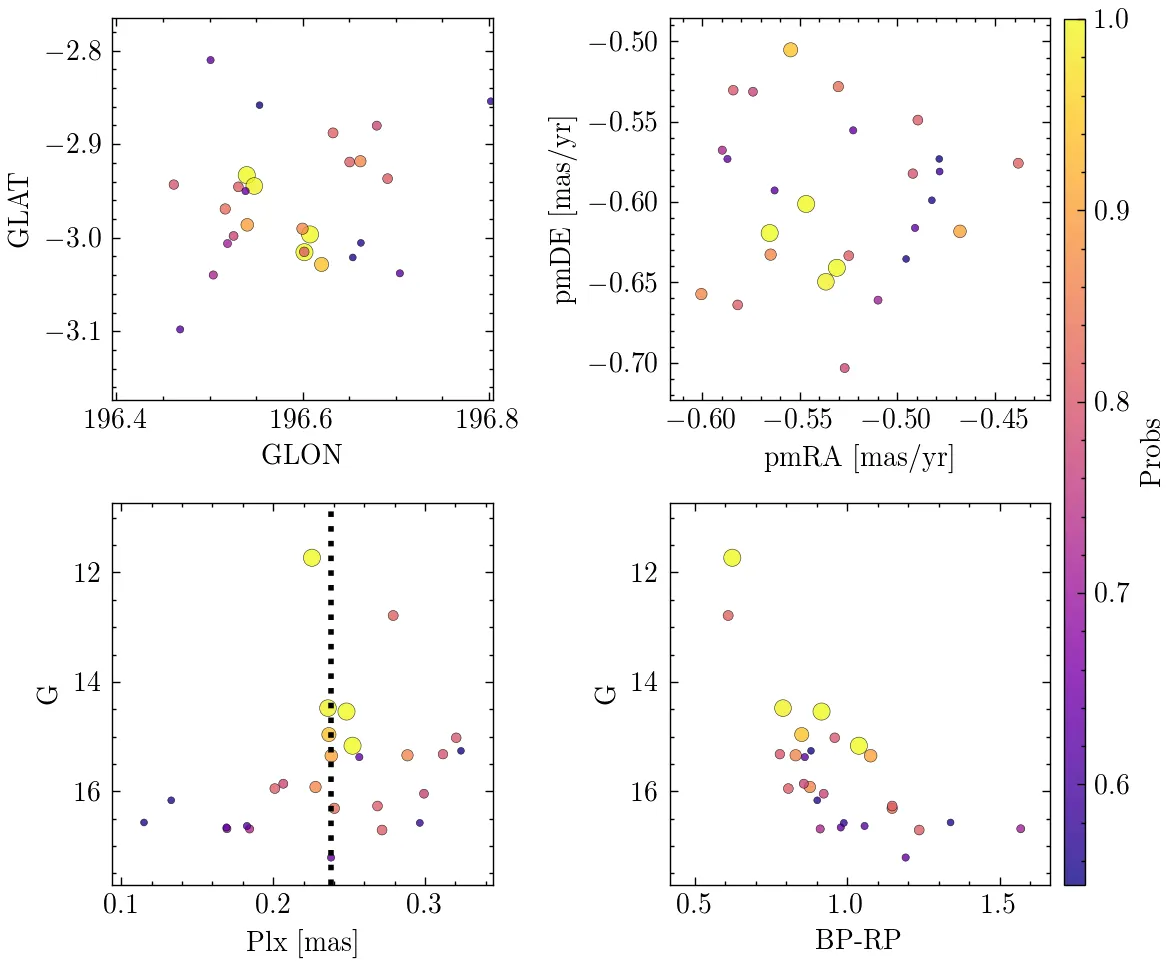 −2.8
−2.9
−3.0
−3.1
GLAT
196.4 196.6 196.8
GLON
−0.50
−0.55
−0.60
−0.65
−0.70
pmDE [mas/yr]
−0.60 −0.55 −0.50 −0.45
pmRA [mas/yr]
12
14
16
G
0.1 0.2 0.3
Plx [mas]
12
14
16
G
0.5 1.0 1.5
BP-RP
1.0
0.9
0.8
0.7
0.6
Probs